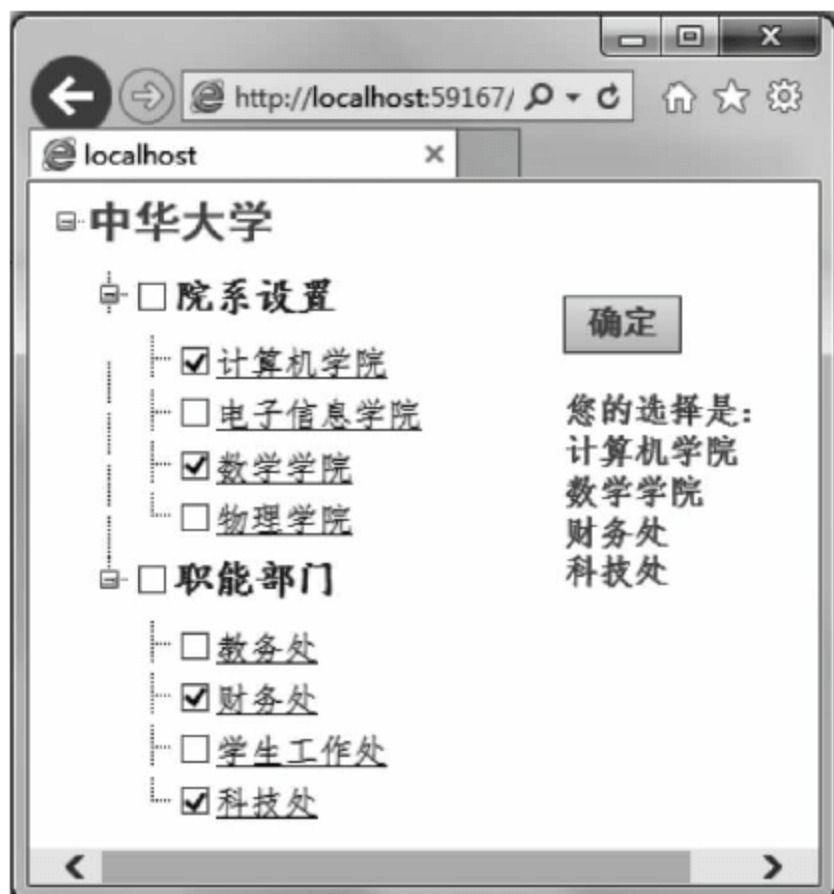 http://localhost:59167/
localhost
中华大学
院系设置
计算机学院
电子信息学院
数学学院
物理学院
职能部门
教务处
财务处
学生工作处
科技处
确定
您的选择是:
计算机学院
数学学院
财务处
科技处